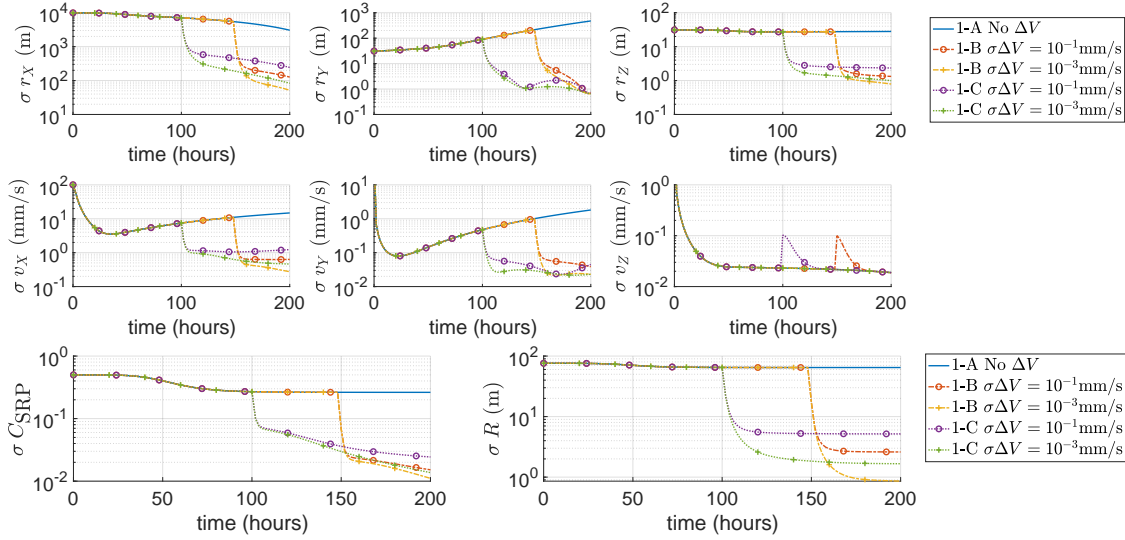 σ r_X (m)
10^4
10^3
10^2
10^1
0
100
200
time (hours)
σ r_Y (m)
10^3
10^2
10^1
10^0
10^-1
0
100
200
time (hours)
σ r_Z (m)
10^2
10^1
10^0
10^-1
0
100
200
time (hours)
1-A No ΔV
1-B σΔV = 10^-1mm/s
1-B σΔV = 10^-3mm/s
1-C σΔV = 10^-1mm/s
1-C σΔV = 10^-3mm/s
σ v_X (mm/s)
10^2
10^1
10^0
10^-1
0
100
200
time (hours)
σ v_Y (mm/s)
10^1
10^0
10^-1
10^-2
0
100
200
time (hours)
σ v_Z (mm/s)
10^0
10^-1
10^-2
0
100
200
time (hours)
σ C_SRP
10^0
10^-1
10^-2
0
50
100
150
200
time (hours)
σ R (m)
10^2
10^1
10^0
0
50
100
150
200
time (hours)
1-A No ΔV
1-B σΔV = 10^-1mm/s
1-B σΔV = 10^-3mm/s
1-C σΔV = 10^-1mm/s
1-C σΔV = 10^-3mm/s